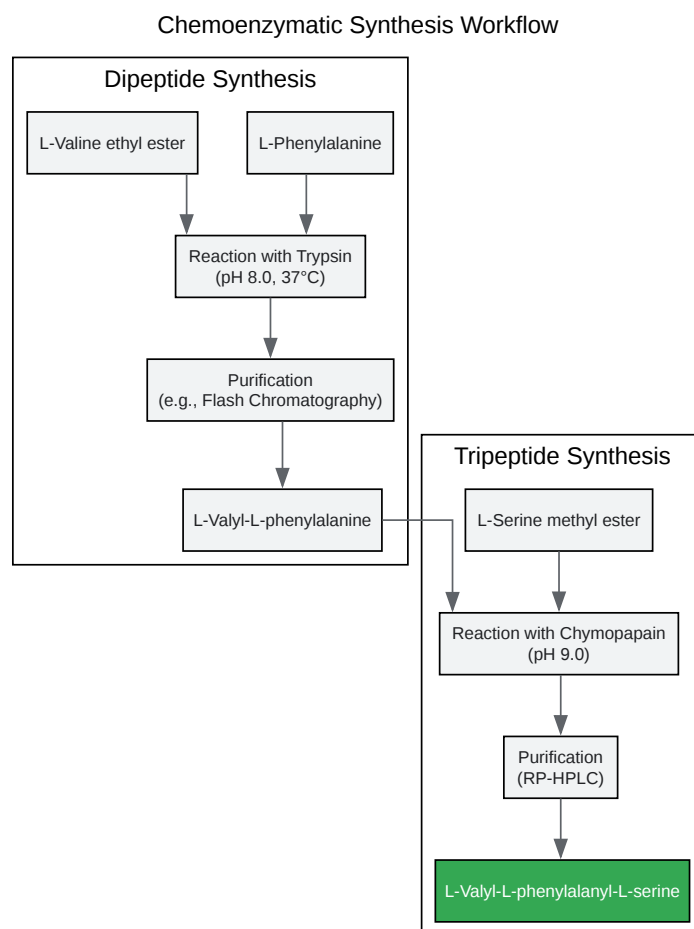 Chemoenzymatic Synthesis Workflow
Dipeptide Synthesis
L-Valine ethyl ester
L-Phenylalanine
Reaction with Trypsin
(pH 8.0, 37°C)
Purification
(e.g., Flash Chromatography)
L-Valyl-L-phenylalanine
Tripeptide Synthesis
L-Serine methyl ester
Reaction with Chymopapain
(pH 9.0)
Purification
(RP-HPLC)
L-Valyl-L-phenylalanyl-L-serine